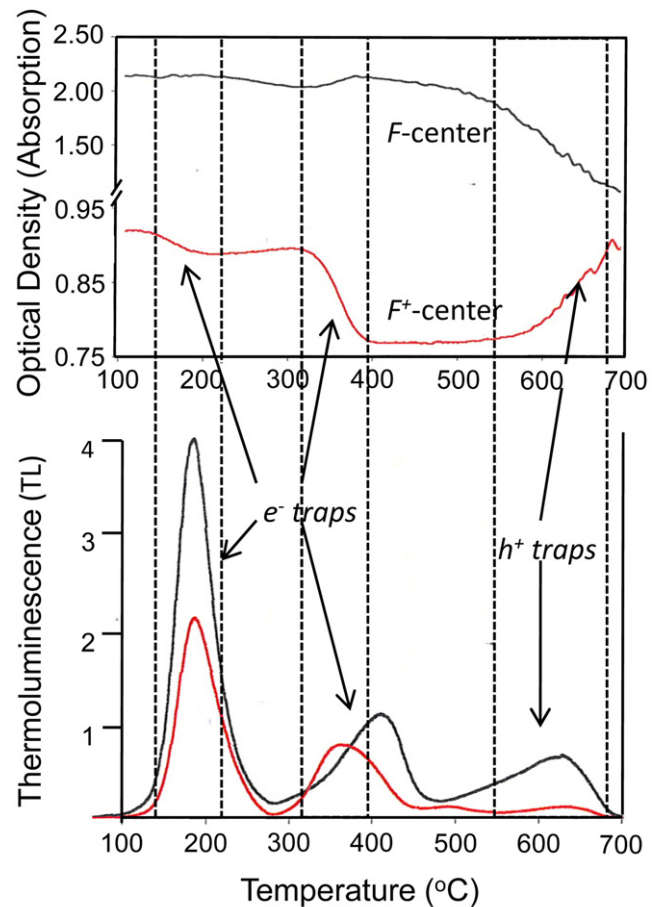 2.50
2.00
1.50
0.95
0.85
0.75
Optical Density (Absorption)
F-center
F⁺-center
100 200 300 400 500 600 700
4
3
2
1
Thermoluminescence (TL)
e⁻ traps
h⁺ traps
100 200 300 400 500 600 700
Temperature (°C)